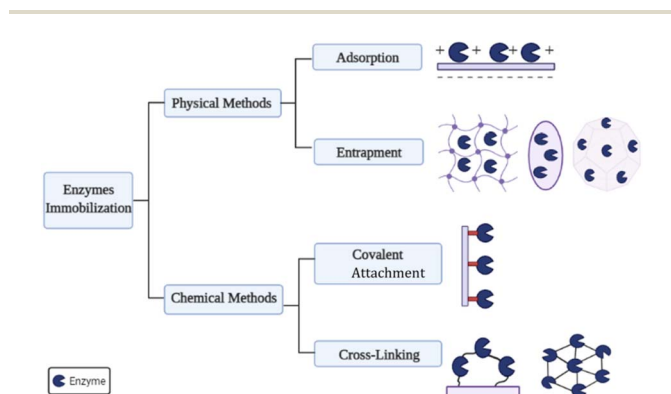 Adsorption
+ + + +
Physical Methods
Entrapment
Enzymes
Immobilization
Covalent
Attachment
Chemical Methods
Cross-Linking
Enzyme